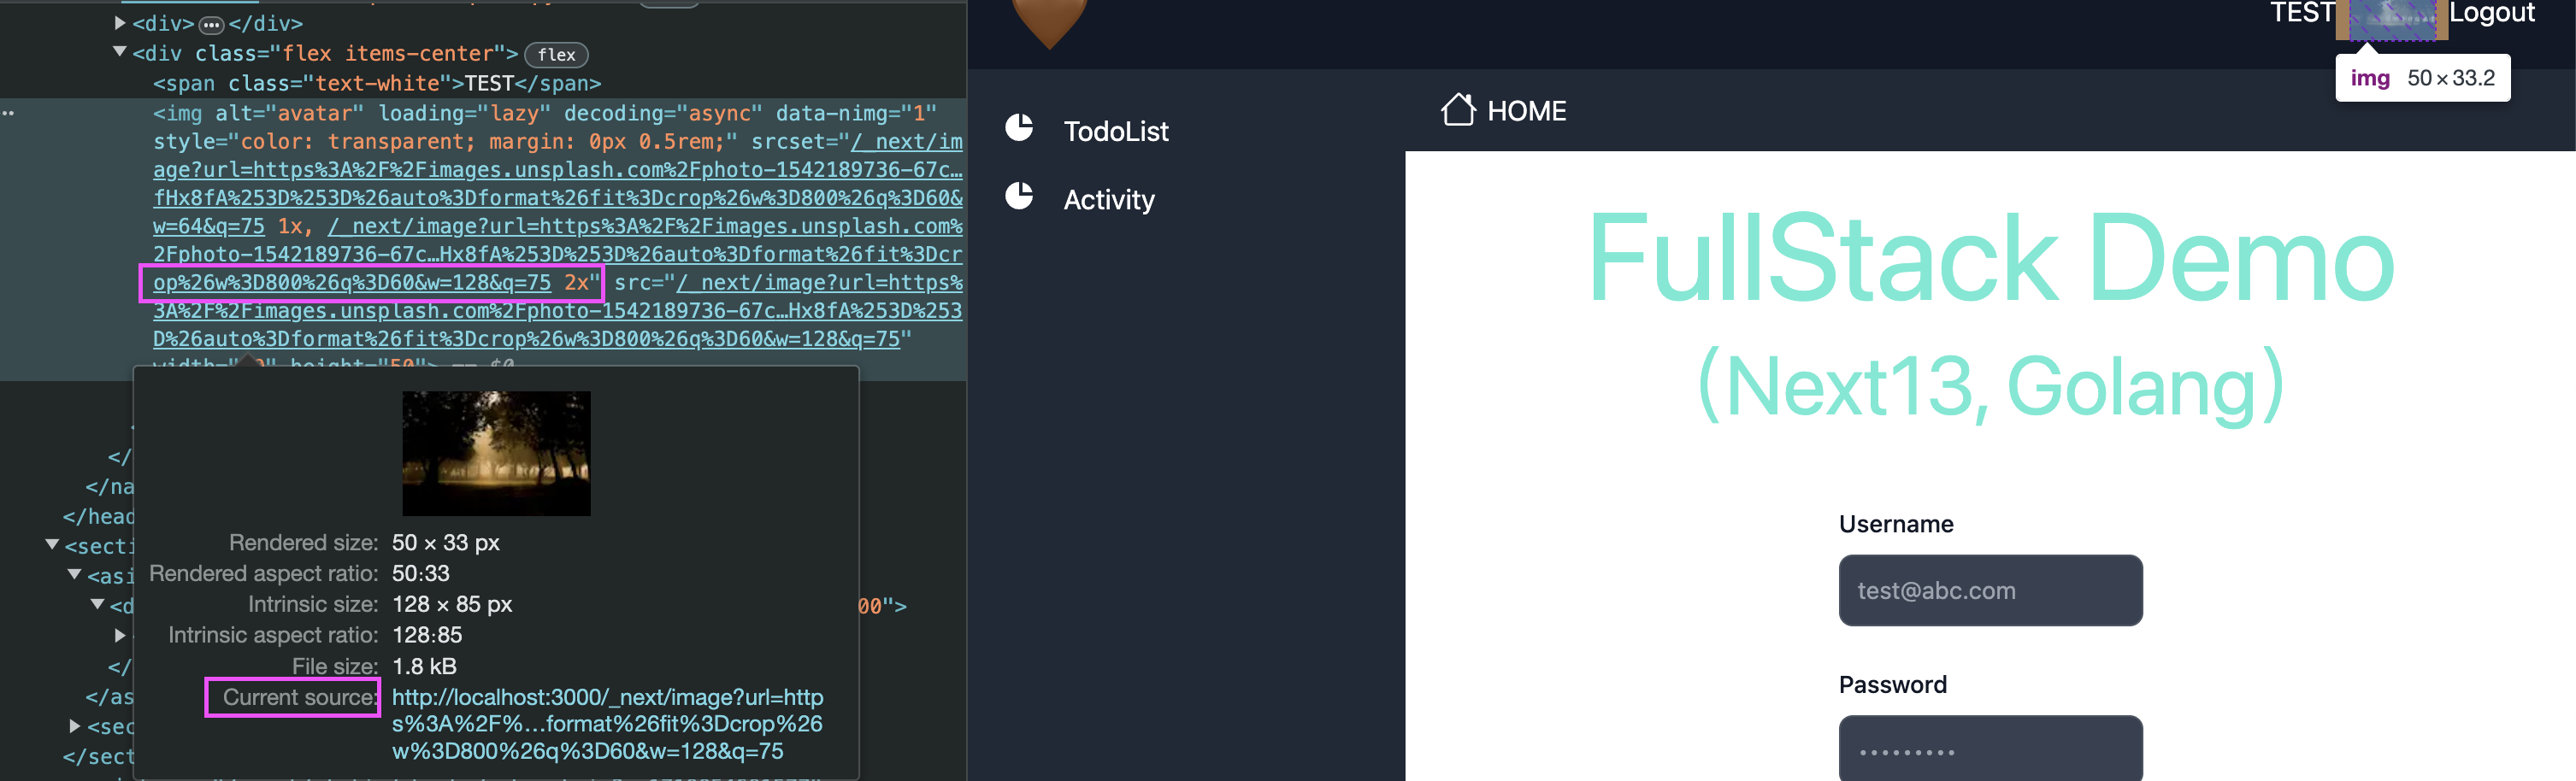 <div> ••• </div>
<div class="flex items-center"> flex
<span class="text-white">TEST</span>
<img alt="avatar" loading="lazy" decoding="async" data-nimg="1"
style="color: transparent; margin: 0px 0.5rem;" srcset="/_next/im
age?url=https%3A%2F%2Fimages.unsplash.com%2Fphoto-1542189736-67c…
fHx8fA%253D%253D%26auto%3Dformat%26fit%3Dcrop%26w%3D800%26q%3D60&
w=64&q=75 1x, /_next/image?url=https%3A%2F%2Fimages.unsplash.com%
2Fphoto-1542189736-67c…Hx8fA%253D%253D%26auto%3Dformat%26fit%3Dcr
op%26w%3D800%26q%3D60&w=128&q=75 2x" src="/_next/image?url=https%
3A%2F%2Fimages.unsplash.com%2Fphoto-1542189736-67c…Hx8fA%253D%253
D%26auto%3Dformat%26fit%3Dcrop%26w%3D800%26q%3D60&w=128&q=75"
</
</na
</head
<secti
<asi
<d
00">
</
</as
<sec
</sect
Rendered size: 50 × 33 px
Rendered aspect ratio: 50:33
Intrinsic size: 128 × 85 px
Intrinsic aspect ratio: 128:85
File size: 1.8 kB
Current source: http://localhost:3000/_next/image?url=http
s%3A%2F%…format%26fit%3Dcrop%26
w%3D800%26q%3D60&w=128&q=75
TEST
Logout
img 50 × 33.2
TodoList
Activity
HOME
FullStack Demo
(Next13, Golang)
Username
test@abc.com
Password